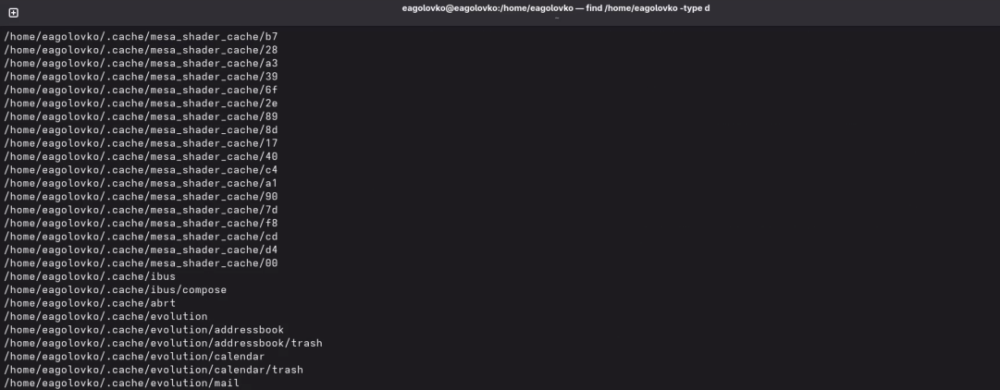 eagolovko@eagolovko:/home/eagolovko — find /home/eagolovko -type d
/home/eagolovko/.cache/mesa_shader_cache/b7
/home/eagolovko/.cache/mesa_shader_cache/28
/home/eagolovko/.cache/mesa_shader_cache/a3
/home/eagolovko/.cache/mesa_shader_cache/39
/home/eagolovko/.cache/mesa_shader_cache/6f
/home/eagolovko/.cache/mesa_shader_cache/2e
/home/eagolovko/.cache/mesa_shader_cache/89
/home/eagolovko/.cache/mesa_shader_cache/8d
/home/eagolovko/.cache/mesa_shader_cache/17
/home/eagolovko/.cache/mesa_shader_cache/40
/home/eagolovko/.cache/mesa_shader_cache/c4
/home/eagolovko/.cache/mesa_shader_cache/a1
/home/eagolovko/.cache/mesa_shader_cache/90
/home/eagolovko/.cache/mesa_shader_cache/7d
/home/eagolovko/.cache/mesa_shader_cache/f8
/home/eagolovko/.cache/mesa_shader_cache/cd
/home/eagolovko/.cache/mesa_shader_cache/d4
/home/eagolovko/.cache/mesa_shader_cache/00
/home/eagolovko/.cache/ibus
/home/eagolovko/.cache/ibus/compose
/home/eagolovko/.cache/abrt
/home/eagolovko/.cache/evolution
/home/eagolovko/.cache/evolution/addressbook
/home/eagolovko/.cache/evolution/addressbook/trash
/home/eagolovko/.cache/evolution/calendar
/home/eagolovko/.cache/evolution/calendar/trash
/home/eagolovko/.cache/evolution/mail